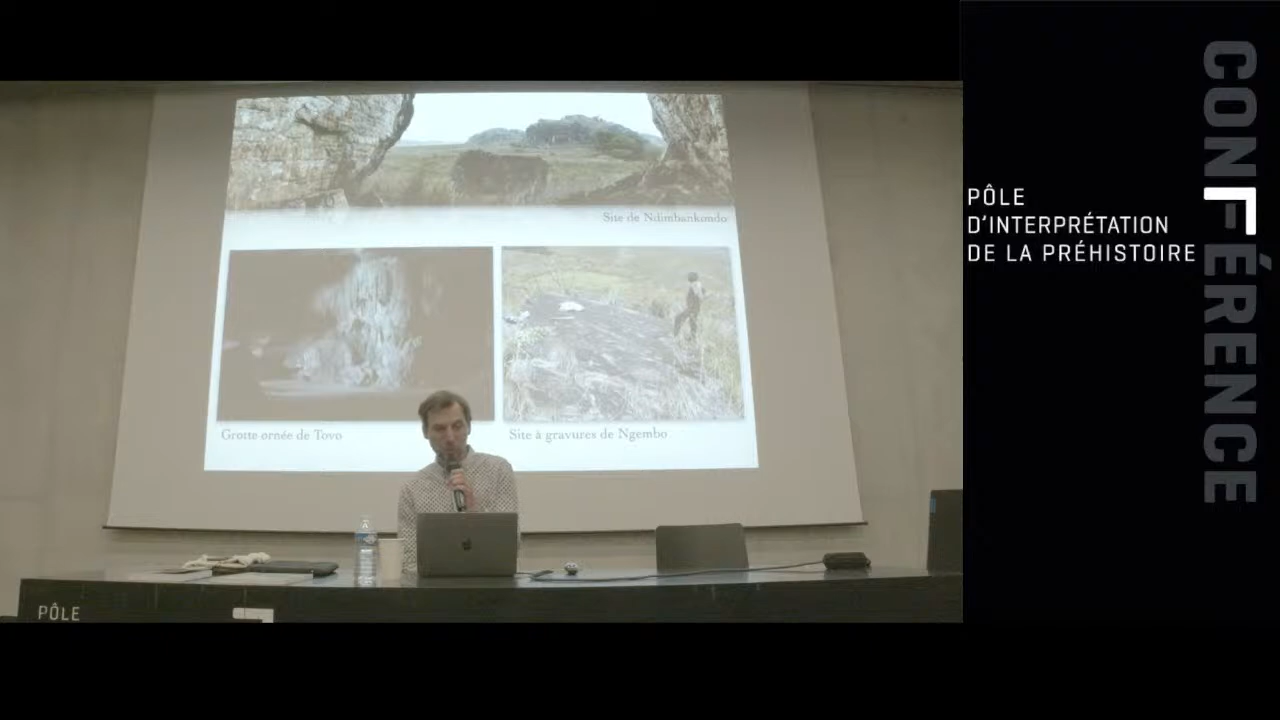 Site de Ndimbankondo
Grotte ornée de Tovo
Site à gravures de Ngembo
PÔLE
PÔLE
D'INTERPRÉTATION
DE LA PRÉHISTOIRE
CONFÉRENCE